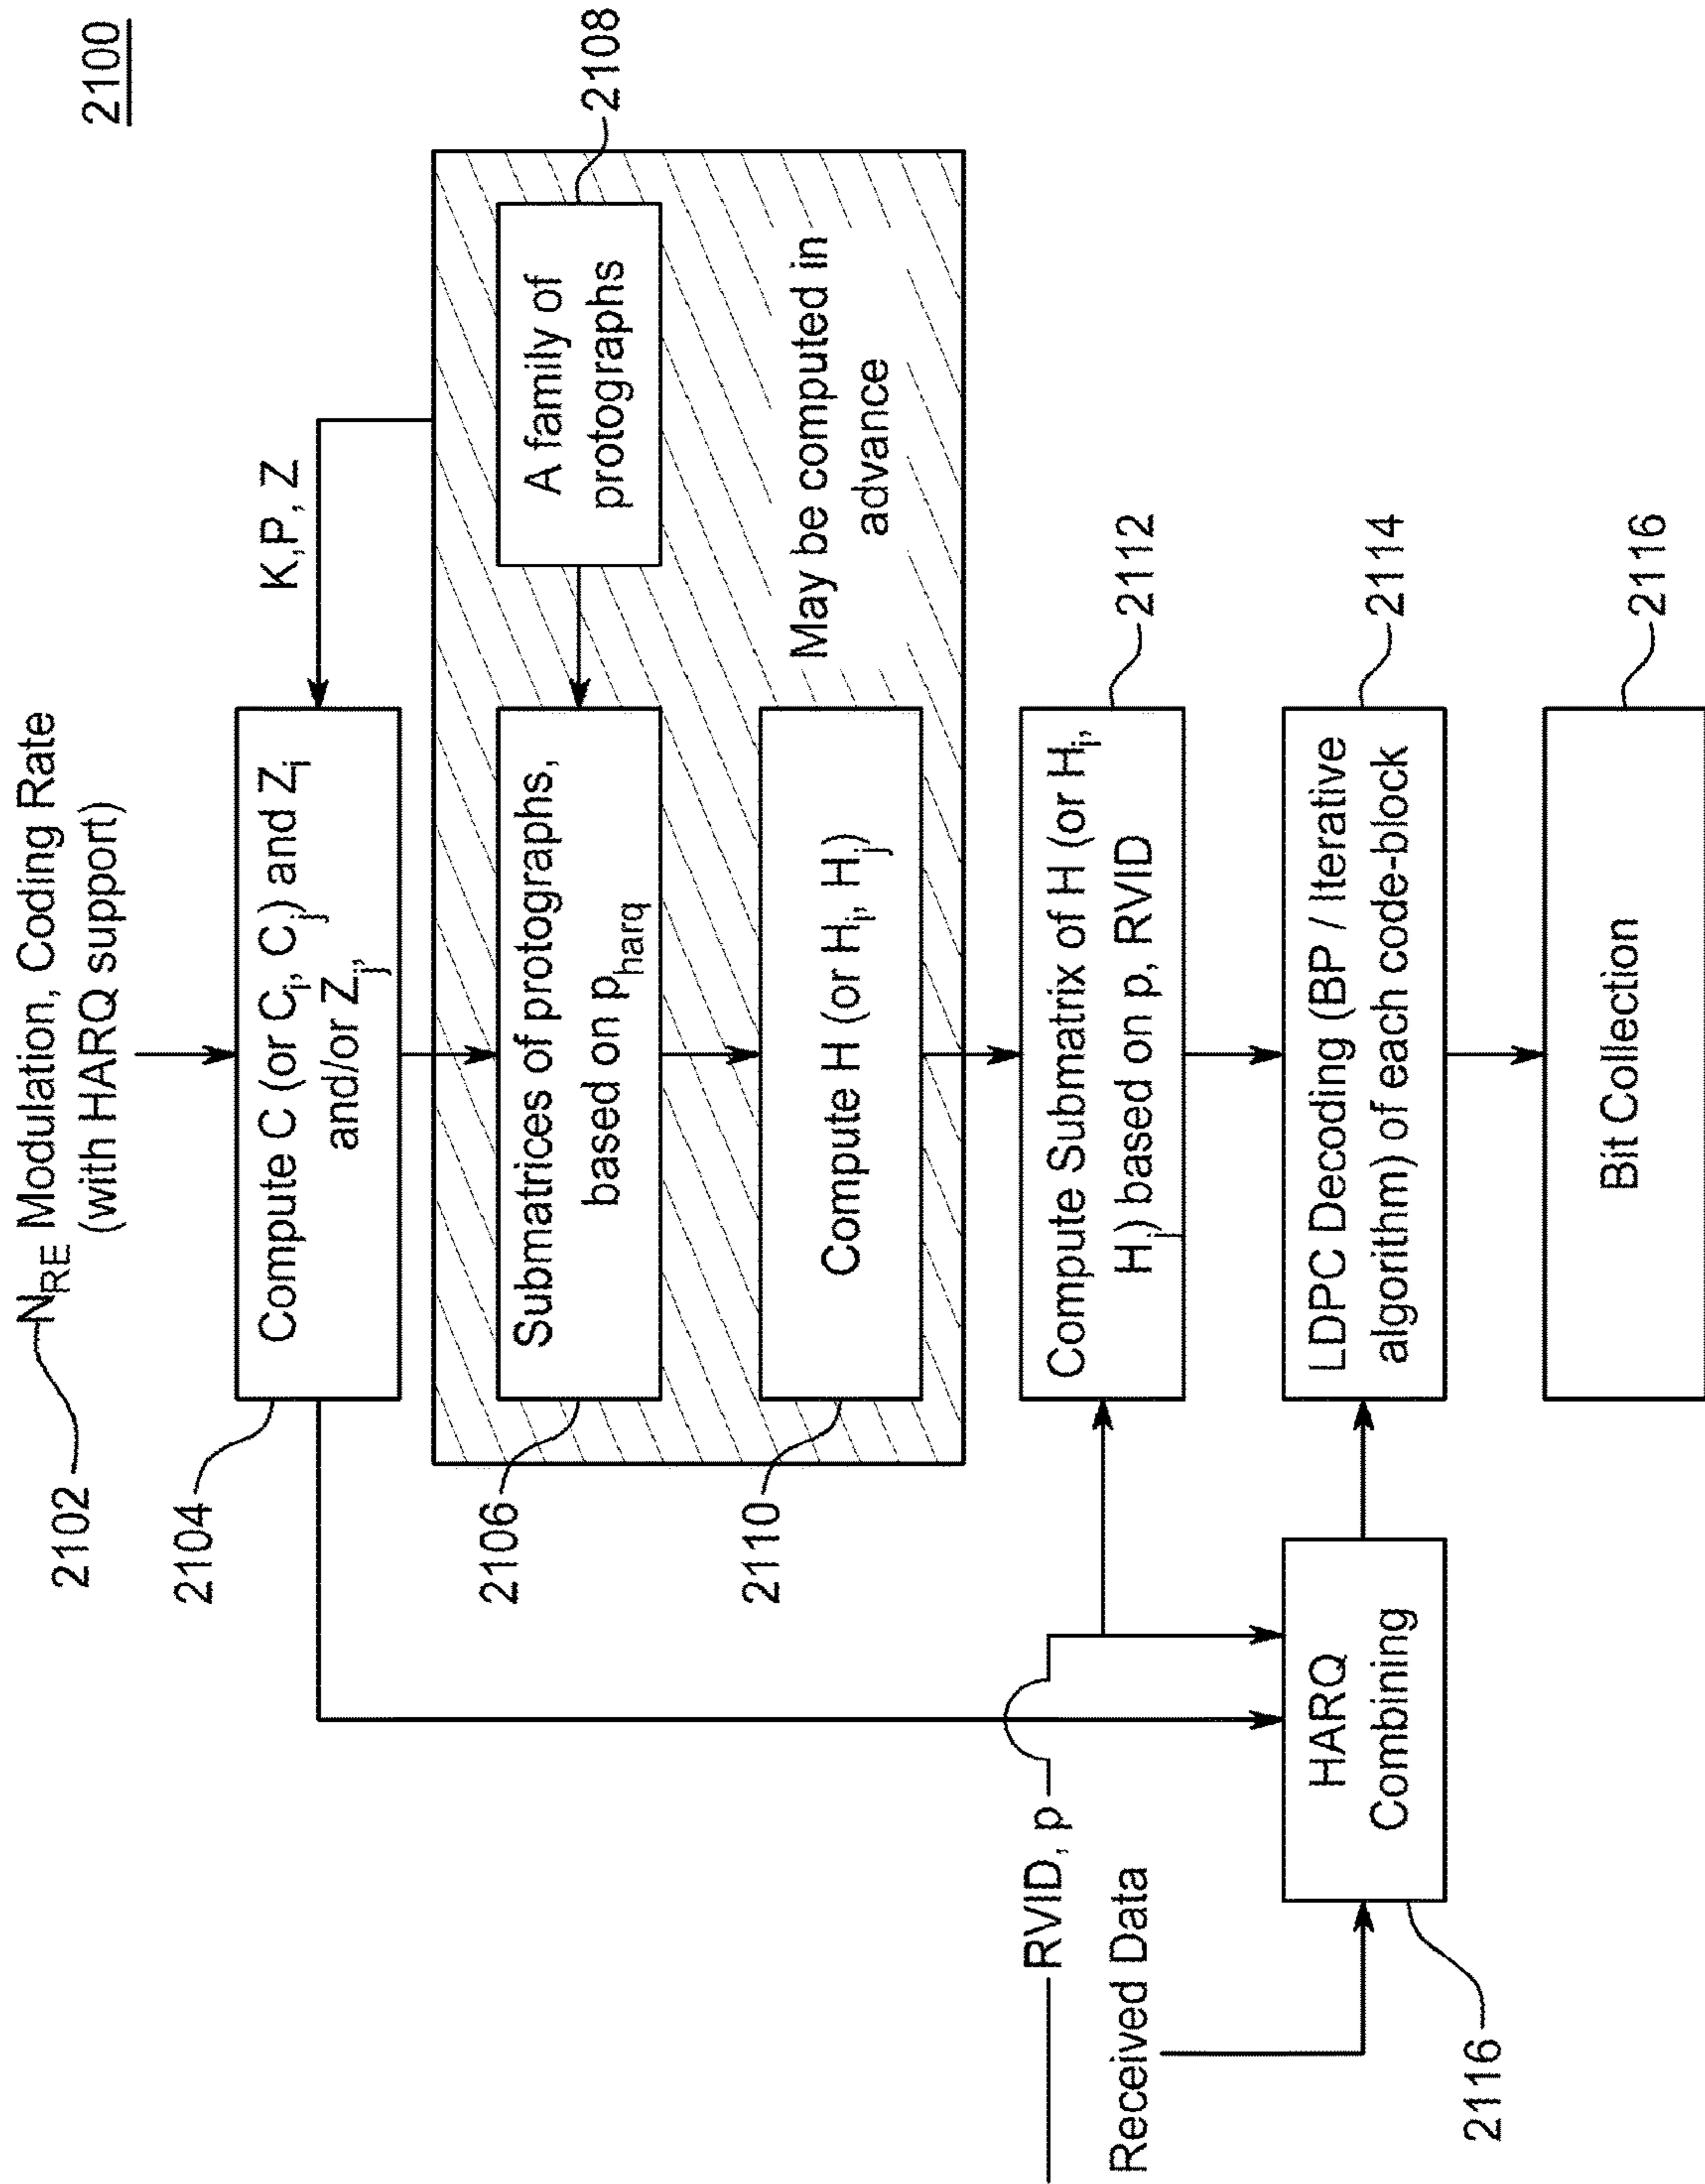 2100
2102
N_RE Modulation, Coding Rate
(with HARQ support)
2104
Compute C (or C_i, C_j) and Z_i
and/or Z_j,
K,P, Z
2106
Submatrices of protographs,
based on p_harq
A family of
protographs
2108
2110
Compute H (or H_i, H_j)
May be computed in
advance
RVID, p
Compute Submatrix of H (or H_i,
H_j) based on p, RVID
2112
Received Data
HARQ
Combining
2116
LDPC Decoding (BP / Iterative
algorithm) of each code-block
2114
Bit Collection
2116